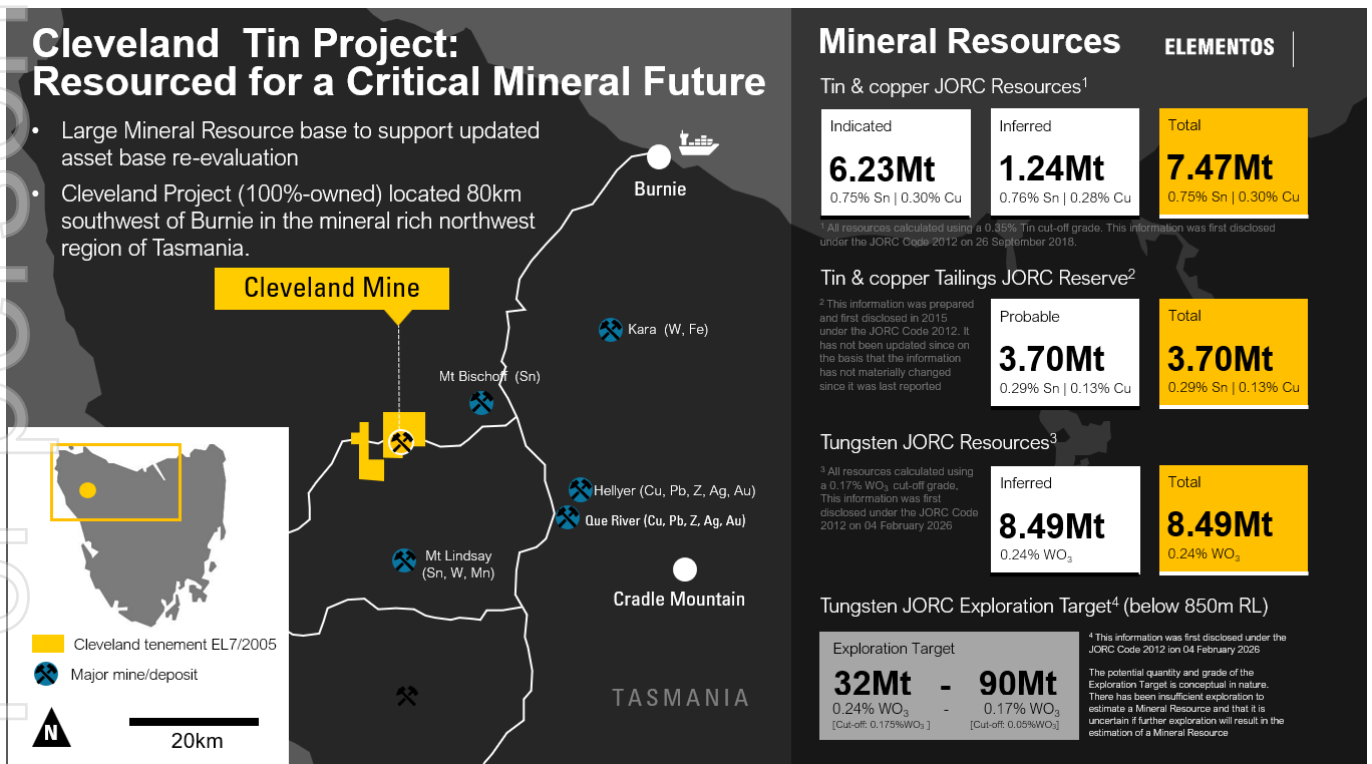 Cleveland Tin Project:
Resourced for a Critical Mineral Future
• Large Mineral Resource base to support updated
asset base re-evaluation
• Cleveland Project (100%-owned) located 80km
southwest of Burnie in the mineral rich northwest
region of Tasmania.
Burnie
Cleveland Mine
Kara (W, Fe)
Mt Bischoff (Sn)
Hellyer (Cu, Pb, Z, Ag, Au)
Que River (Cu, Pb, Z, Ag, Au)
Mt Lindsay
(Sn, W, Mn)
Cradle Mountain
TASMANIA
Cleveland tenement EL7/2005
Major mine/deposit
N
20km
Mineral Resources
ELEMENTOS
Tin & copper JORC Resources¹
Indicated
6.23Mt
0.75% Sn | 0.30% Cu
Inferred
1.24Mt
0.76% Sn | 0.28% Cu
Total
7.47Mt
0.75% Sn | 0.30% Cu
¹ All resources calculated using a 0.35% Tin cut-off grade. This information was first disclosed
under the JORC Code 2012 on 26 September 2018.
Tin & copper Tailings JORC Reserve²
² This information was prepared
and first disclosed in 2015
under the JORC Code 2012. It
has not been updated since on
the basis that the information
has not materially changed
since it was last reported
Probable
3.70Mt
0.29% Sn | 0.13% Cu
Total
3.70Mt
0.29% Sn | 0.13% Cu
Tungsten JORC Resources³
³ All resources calculated using
a 0.17% WO₃ cut-off grade.
This information was first
disclosed under the JORC Code
2012 on 04 February 2026
Inferred
8.49Mt
0.24% WO₃
Total
8.49Mt
0.24% WO₃
Tungsten JORC Exploration Target⁴ (below 850m RL)
Exploration Target
32Mt - 90Mt
0.24% WO₃ - 0.17% WO₃
[Cut-off: 0.175%WO₃ ] [Cut-off: 0.05%WO₃]
⁴ This information was first disclosed under the
JORC Code 2012 ion 04 February 2026
The potential quantity and grade of the
Exploration Target is conceptual in nature.
There has been insufficient exploration to
estimate a Mineral Resource and that it is
uncertain if further exploration will result in the
estimation of a Mineral Resource